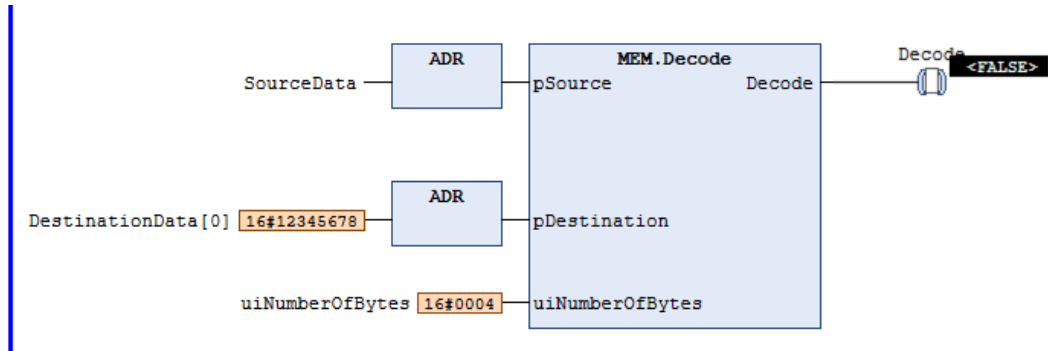 ADR
MEM.Decode
Decode
<FALSE>
SourceData
pSource
Decode
ADR
DestinationData[0]
16#12345678
pDestination
uiNumberOfBytes
16#0004
uiNumberOfBytes